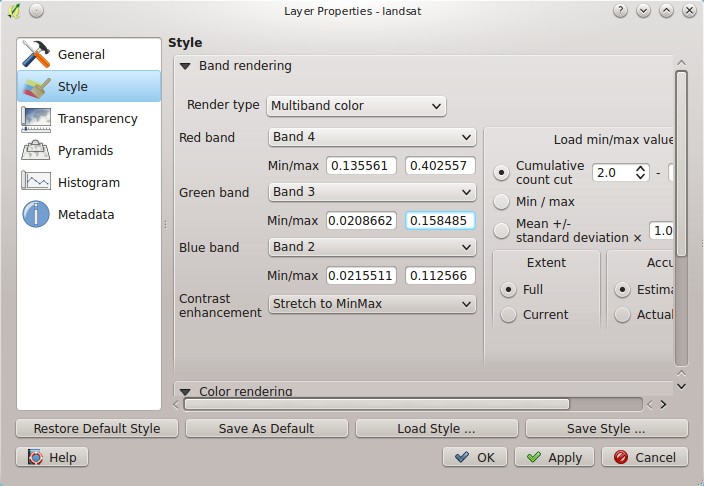 Layer Properties - landsat
General
Style
Transparency
Pyramids
Histogram
Metadata
Style
Band rendering
Render type Multiband color
Red band Band 4
Min/max 0.135561 0.402557
Green band Band 3
Min/max 0.0208662 0.158485
Blue band Band 2
Min/max 0.0215511 0.112566
Contrast
enhancement Stretch to MinMax
Load min/max value
Cumulative
count cut 2.0 -
Min / max
Mean +/-
standard deviation × 1.0
Extent
Full
Current
Accu
Estima
Actual
Color rendering
Restore Default Style
Save As Default
Load Style ...
Save Style ...
Help
OK
Apply
Cancel